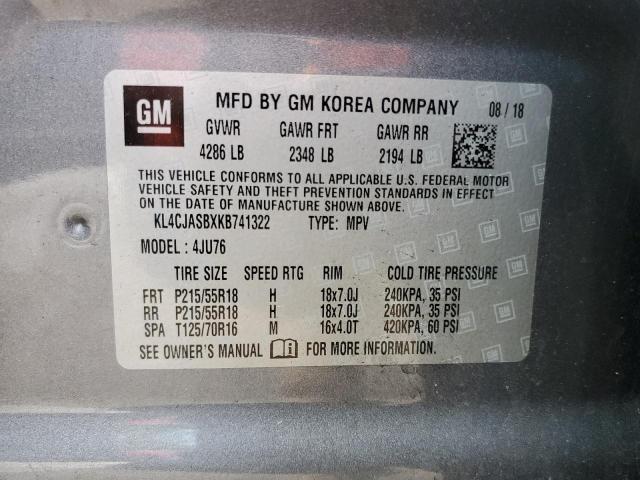 GM MFD BY GM KOREA COMPANY 08 / 18
GVWR GAWR FRT GAWR RR
4286 LB 2348 LB 2194 LB
THIS VEHICLE CONFORMS TO ALL APPLICABLE U.S. FEDERAL MOTOR
VEHICLE SAFETY AND THEFT PREVENTION STANDARDS IN EFFECT
ON THE DATE OF MANUFACTURE SHOWN ABOVE.
KL4CJASBXKB741322 TYPE: MPV
MODEL : 4JU76
TIRE SIZE SPEED RTG RIM COLD TIRE PRESSURE
FRT P215/55R18 H 18x7.0J 240KPA, 35 PSI
RR P215/55R18 H 18x7.0J 240KPA, 35 PSI
SPA T125/70R16 M 16x4.0T 420KPA, 60 PSI
SEE OWNER'S MANUAL FOR MORE INFORMATION.